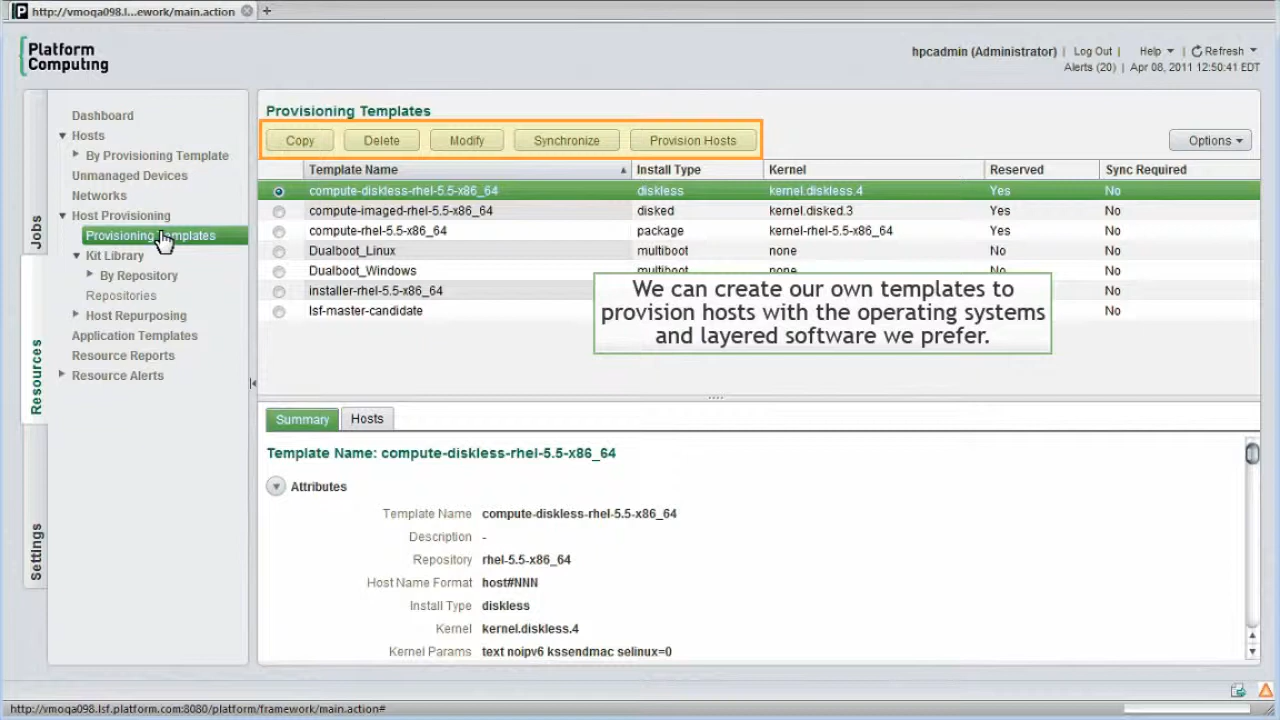 http://vmoqa098.l...ework/main.action
Platform
Computing
hpcadmin (Administrator) | Log Out | Help | Refresh
Alerts (20) | Apr 08, 2011 12:50:41 EDT
Jobs
Resources
Settings
Dashboard
Hosts
By Provisioning Template
Unmanaged Devices
Networks
Host Provisioning
Provisioning Templates
Kit Library
By Repository
Repositories
Host Repurposing
Application Templates
Resource Reports
Resource Alerts
Provisioning Templates
Copy Delete Modify Synchronize Provision Hosts Options
Template Name Install Type Kernel Reserved Sync Required
compute-diskless-rhel-5.5-x86_64 diskless kernel.diskless.4 Yes No
compute-imaged-rhel-5.5-x86_64 disked kernel.disked.3 Yes No
compute-rhel-5.5-x86_64 package kernel-rhel-5.5-x86_64 Yes No
Dualboot_Linux multiboot none No No
Dualboot_Windows multiboot none No No
installer-rhel-5.5-x86_64 No
lsf-master-candidate No
We can create our own templates to
provision hosts with the operating systems
and layered software we prefer.
Summary Hosts
Template Name: compute-diskless-rhel-5.5-x86_64
Attributes
Template Name compute-diskless-rhel-5.5-x86_64
Description -
Repository rhel-5.5-x86_64
Host Name Format host#NNN
Install Type diskless
Kernel kernel.diskless.4
Kernel Params text noipv6 kssendmac selinux=0
http://vmoqa098.lsf.platform.com:8080/platform/framework/main.action#